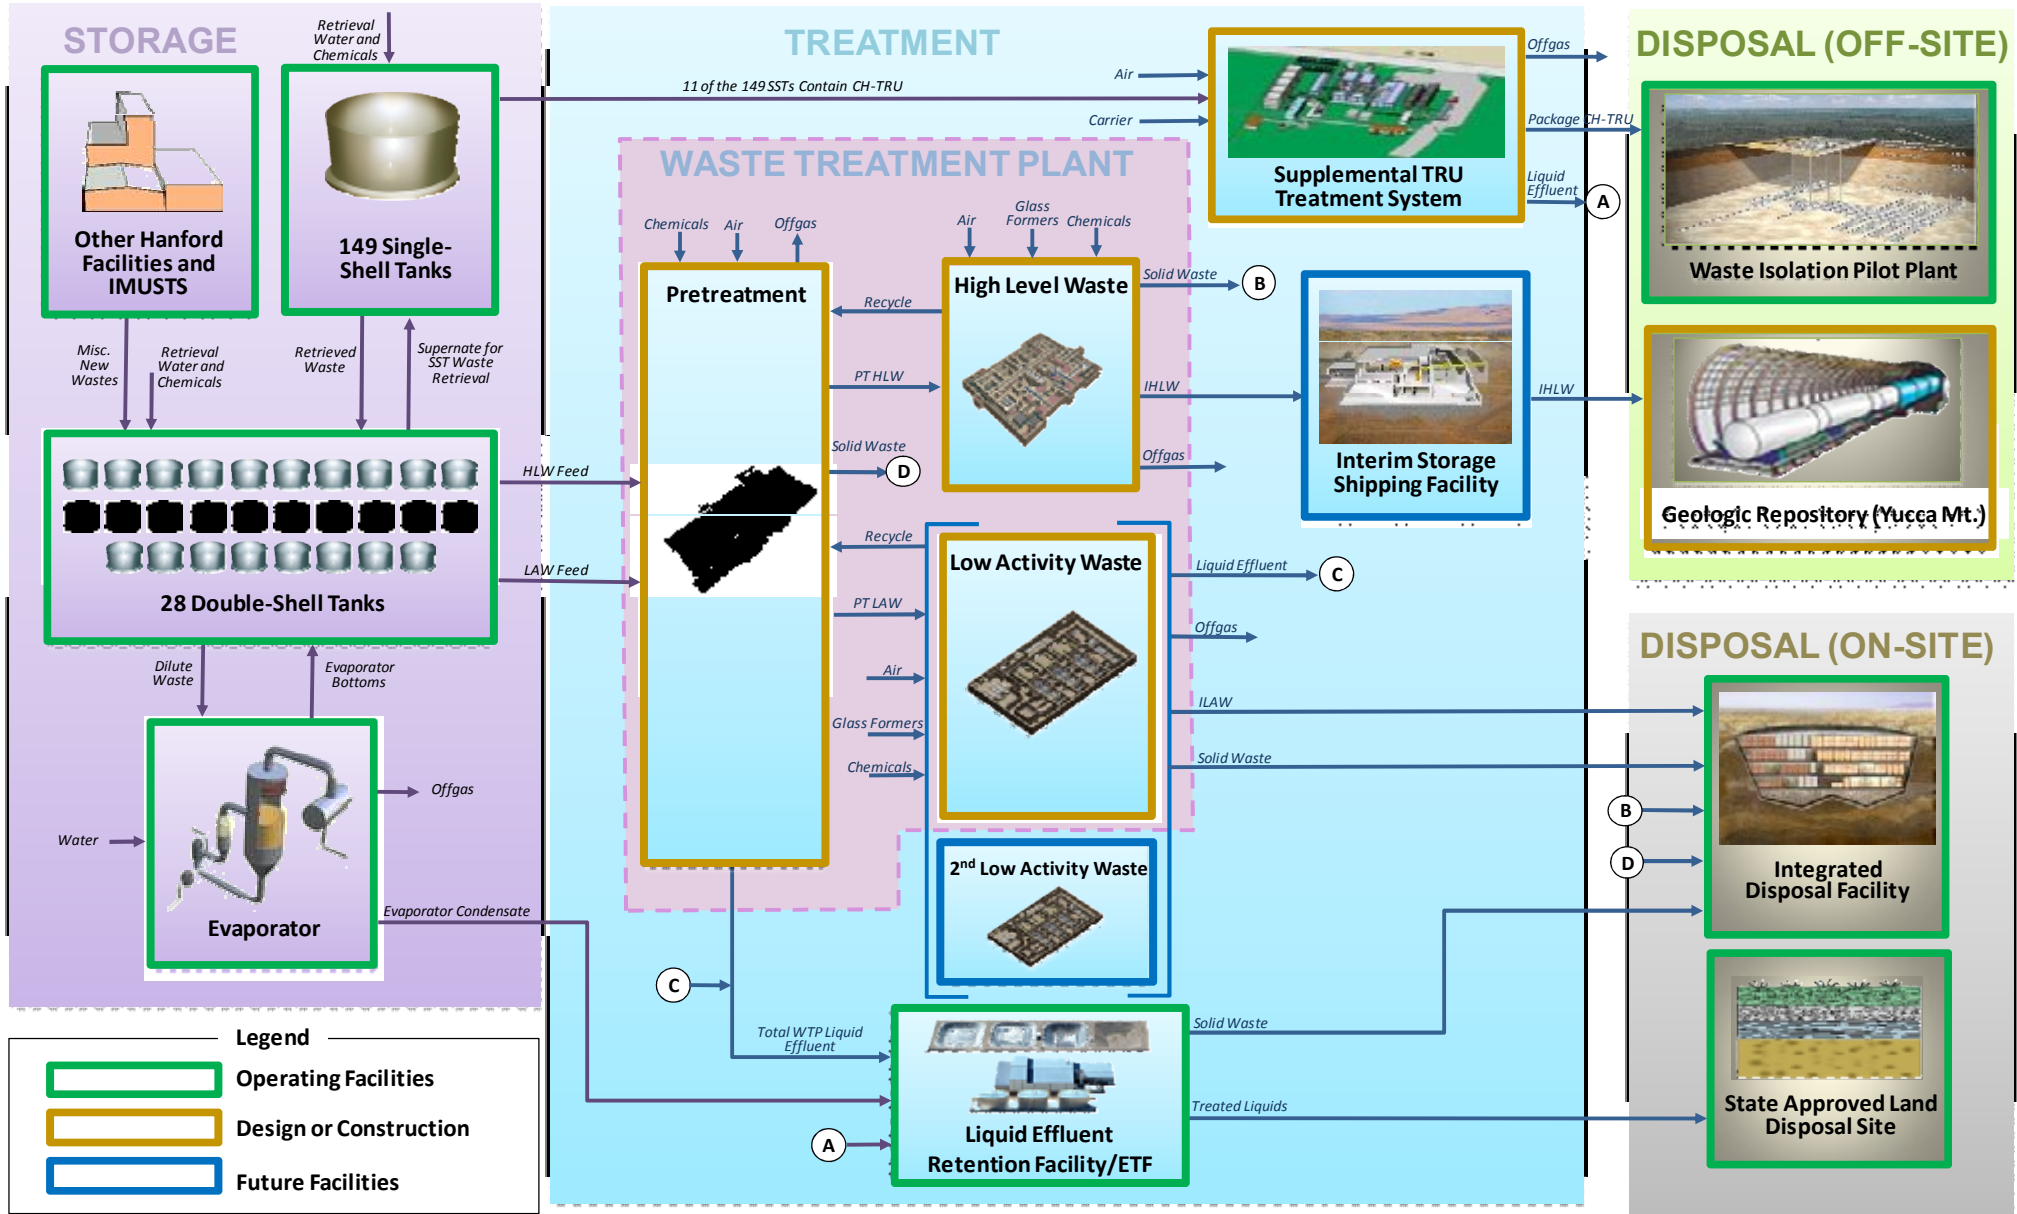 STORAGE
Retrieval
Water and
Chemicals
Other Hanford
Facilities and
IMUSTS
149 Single-
Shell Tanks
Misc.
New
Wastes
Retrieval
Water and
Chemicals
Retrieved
Waste
Supernate for
SST Waste
Retrieval
28 Double-Shell Tanks
Dilute
Waste
Evaporator
Bottoms
Offgas
Water
Evaporator
Evaporator Condensate
HLW Feed
LAW Feed
TREATMENT
11 of the 149 SSTs Contain CH-TRU
Air
Carrier
Supplemental TRU
Treatment System
Offgas
Package CH-TRU
Liquid
Effluent
A
WASTE TREATMENT PLANT
Chemicals
Air
Offgas
Pretreatment
Air
Glass
Formers
Chemicals
High Level Waste
Solid Waste
B
Recycle
PT HLW
IHLW
Offgas
Solid Waste
D
Interim Storage
Shipping Facility
IHLW
Recycle
PT LAW
Air
Glass Formers
Chemicals
Low Activity Waste
Liquid Effluent
C
Offgas
ILAW
Solid Waste
2nd Low Activity Waste
C
Total WTP Liquid
Effluent
A
Liquid Effluent
Retention Facility/ETF
Solid Waste
Treated Liquids
DISPOSAL (OFF-SITE)
Waste Isolation Pilot Plant
Geologic Repository (Yucca Mt.)
DISPOSAL (ON-SITE)
B
D
Integrated
Disposal Facility
State Approved Land
Disposal Site
Legend
Operating Facilities
Design or Construction
Future Facilities